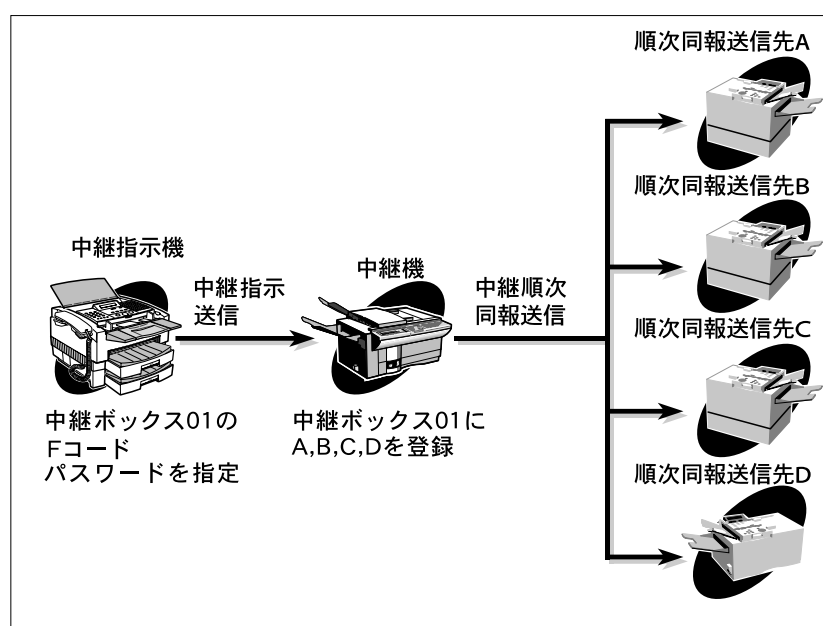 順次同報送信先A
順次同報送信先B
中継指示機
中継機
中継指示
送信
中継順次
同報送信
順次同報送信先C
中継ボックス01の
Fコード
パスワードを指定
中継ボックス01に
A,B,C,Dを登録
順次同報送信先D